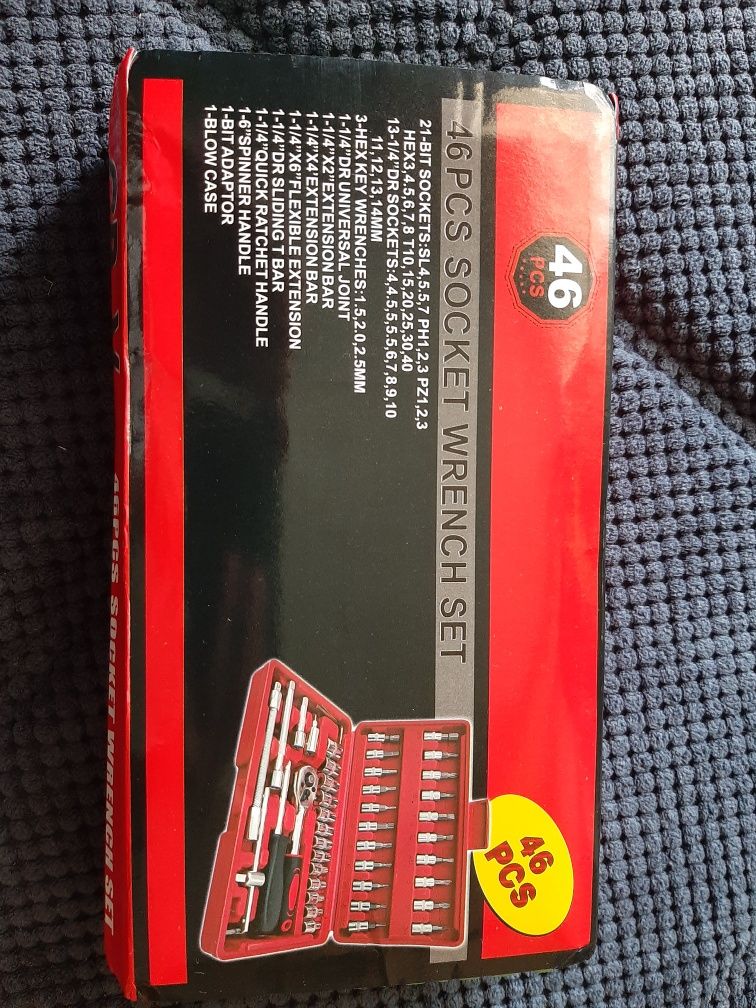 46
PCS
46 PCS SOCKET WRENCH SET
21-BIT SOCKETS:SL4,5.5,7 PH1,2,3 PZ1,2,3
HEX3,4,5,6,7,8 T10,15,20,25,30,40
13-1/4"DR SOCKETS:4,4.5,5,5.5,6,7,8,9,10
11,12,13,14MM
3-HEX KEY WRENCHES:1.5,2.0,2.5MM
1-1/4"DR UNIVERSAL JOINT
1-1/4"X2"EXTENSION BAR
1-1/4"X4"EXTENSION BAR
1-1/4"X6"FLEXIBLE EXTENSION
1-1/4"DR SLIDING T BAR
1-1/4"QUICK RATCHET HANDLE
1-6"SPINNER HANDLE
1-BIT ADAPTOR
1-BLOW CASE
46
PCS
46PCS SOCKET WRENCH SET